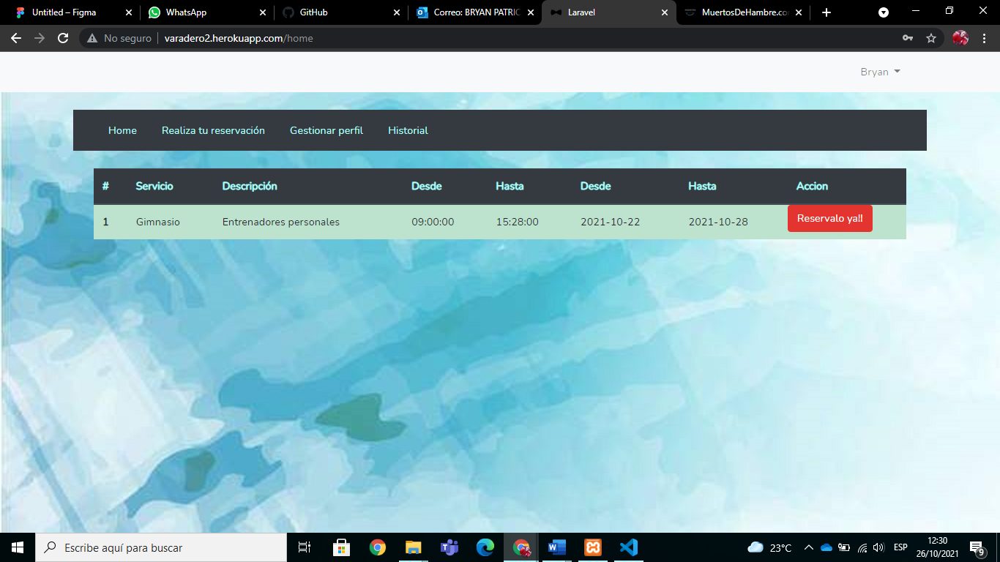 Untitled – Figma
WhatsApp
GitHub
Correo: BRYAN PATRIC
Laravel
MuertosDeHambre.co
No seguro
varadero2.herokuapp.com/home
Bryan
Home Realiza tu reservación Gestionar perfil Historial
# Servicio Descripción Desde Hasta Desde Hasta Accion
1 Gimnasio Entrenadores personales 09:00:00 15:28:00 2021-10-22 2021-10-28 Reservalo ya!!
Escribe aquí para buscar
23°C
ESP
12:30
26/10/2021
9